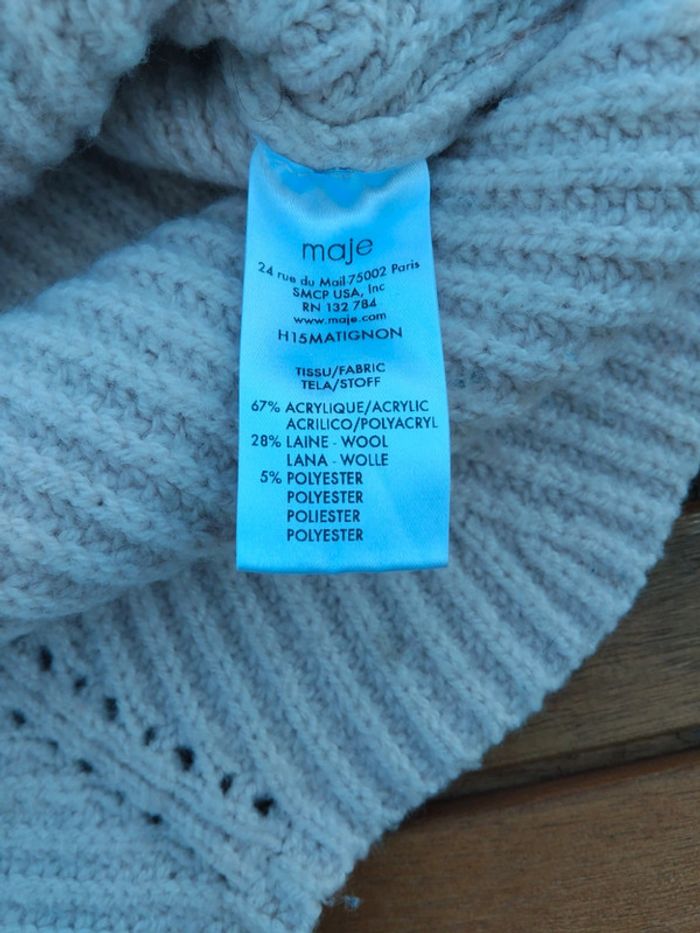 maje
24 rue du Mail 75002 Paris
SMCP USA, Inc
RN 132 784
www.maje.com
H15MATIGNON
TISSU/FABRIC
TELA/STOFF
67% ACRYLIQUE/ACRYLIC
ACRILICO/POLYACRYL
28% LAINE - WOOL
LANA - WOLLE
5% POLYESTER
POLYESTER
POLIESTER
POLYESTER